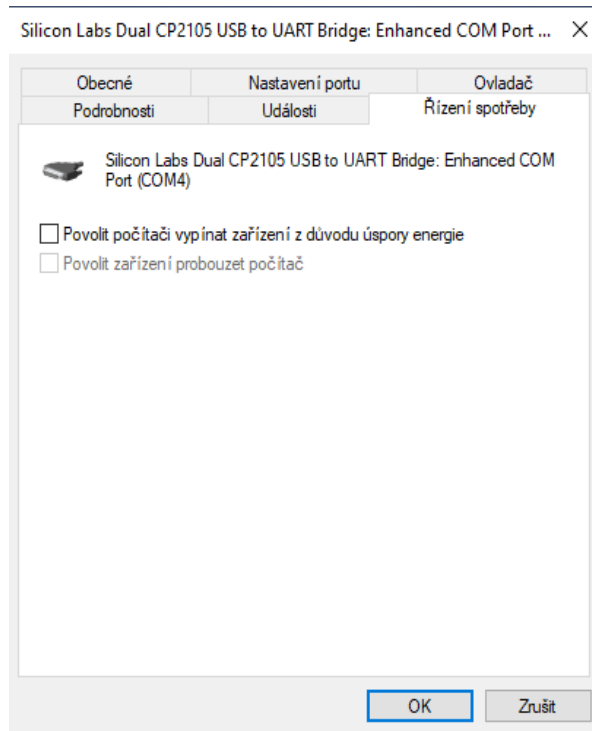 Silicon Labs Dual CP2105 USB to UART Bridge: Enhanced COM Port ...
Obecné
Nastavení portu
Ovladač
Podrobnosti
Události
Řízení spotřeby
Silicon Labs Dual CP2105 USB to UART Bridge: Enhanced COM
Port (COM4)
Povolit počítači vypínat zařízení z důvodu úspory energie
Povolit zařízení probouzet počítač
OK
Zrušit